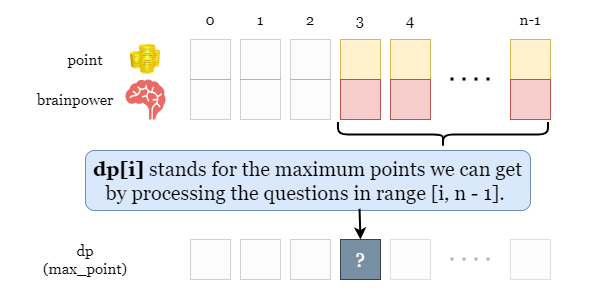 0 1 2 3 4 n-1
point
brainpower
. . . .
dp[i] stands for the maximum points we can get
by processing the questions in range [i, n - 1].
dp
(max_point)
? . . . .